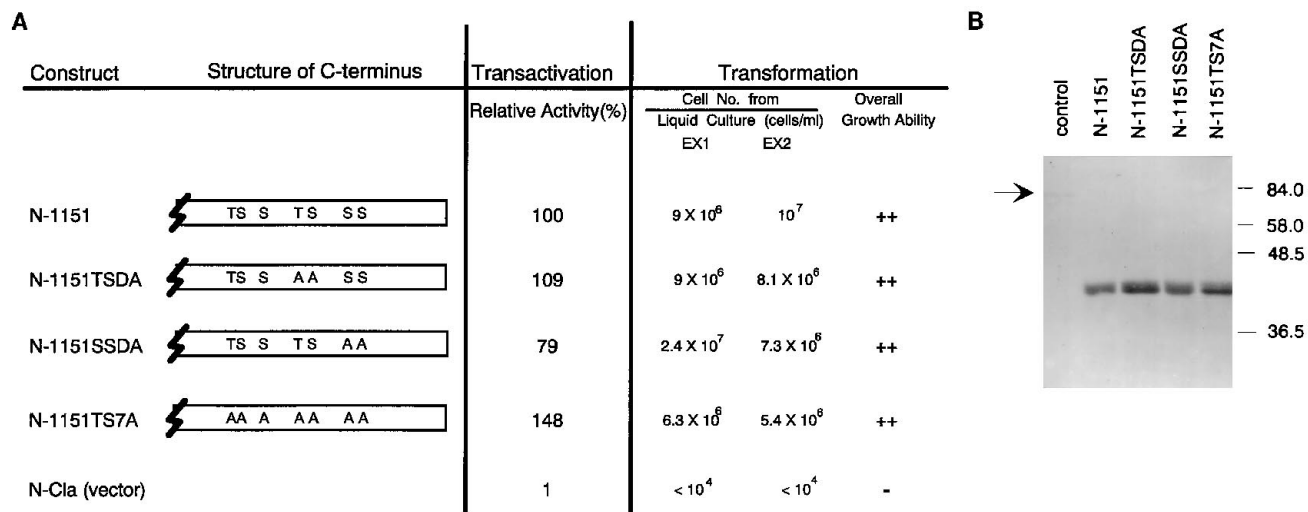 A
Construct Structure of C-terminus Transactivation Transformation
Relative Activity(%) Cell No. from Liquid Culture (cells/ml) Overall Growth Ability
EX1 EX2
N-1151 TS S TS SS 100 9 X 10^6 10^7 ++
N-1151TSDA TS S AA SS 109 9 X 10^6 8.1 X 10^6 ++
N-1151SSDA TS S TS AA 79 2.4 X 10^7 7.3 X 10^6 ++
N-1151TS7A AA A AA AA 148 6.3 X 10^6 5.4 X 10^6 ++
N-Cla (vector) 1 < 10^4 < 10^4 -
B
control
N-1151
N-1151TSDA
N-1151SSDA
N-1151TS7A
84.0
58.0
48.5
36.5